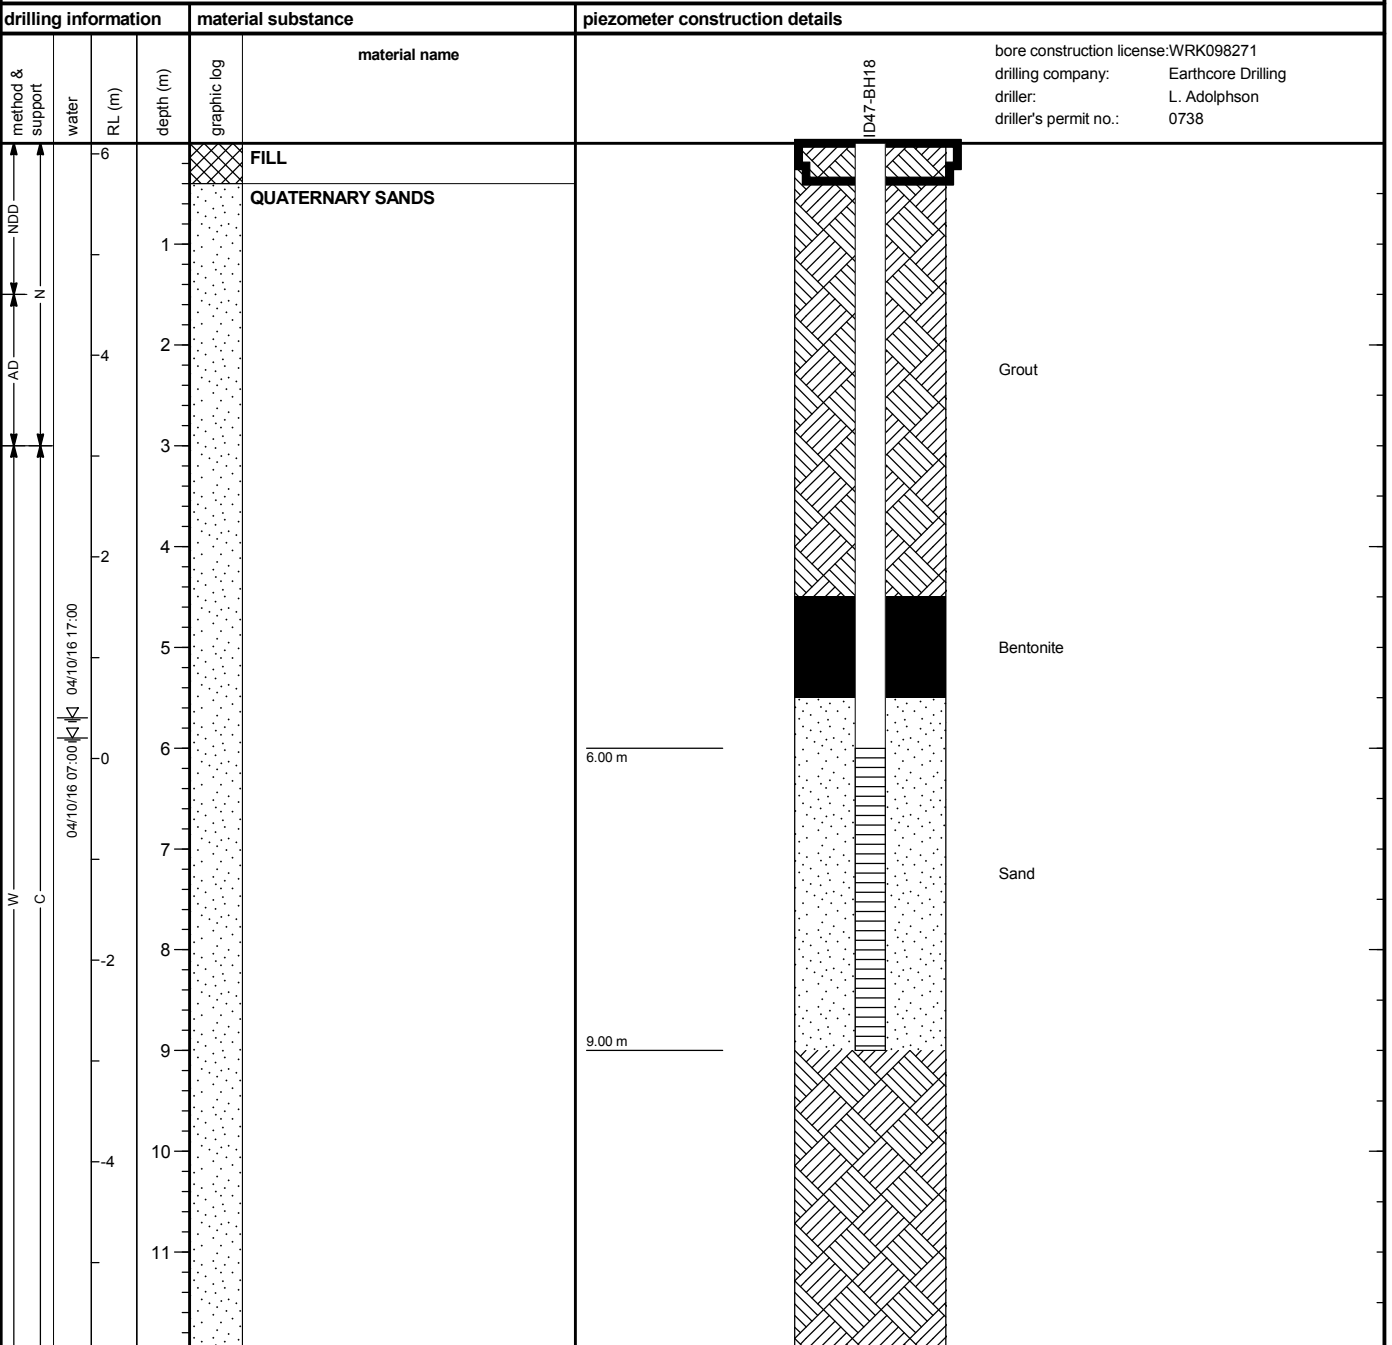 drilling information
material substance
piezometer construction details
method &
support
water
RL (m)
depth (m)
graphic log
material name
ID47-BH18
bore construction license:WRK098271
drilling company: Earthcore Drilling
driller: L. Adolphson
driller's permit no.: 0738
NDD
AD
W
N
C
04/10/16 17:00
04/10/16 07:00
6
4
2
0
-2
-4
1
2
3
4
5
6
7
8
9
10
11
FILL
QUATERNARY SANDS
6.00 m
9.00 m
Grout
Bentonite
Sand